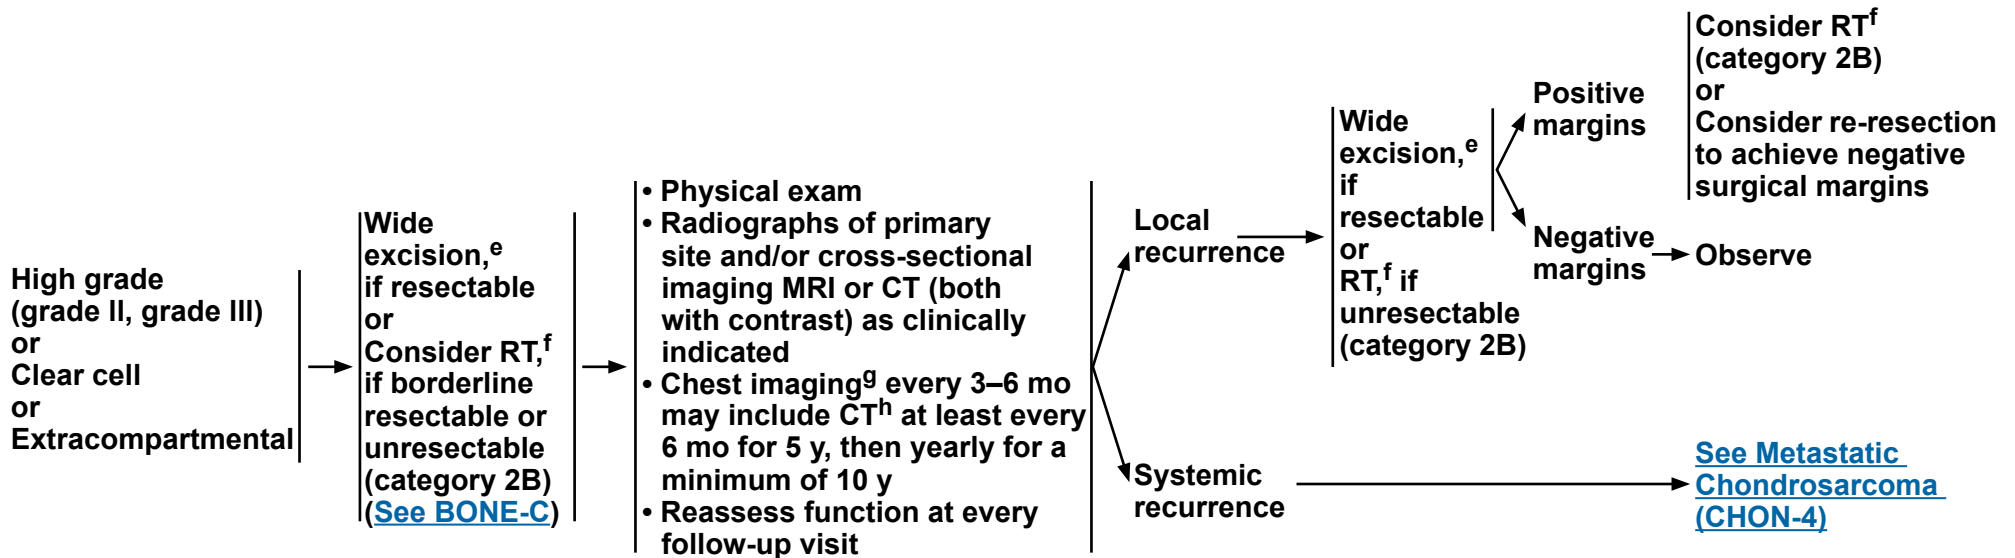 High grade
(grade II, grade III)
or
Clear cell
or
Extracompartmental
Wide
excision,e
if resectable
or
Consider RT,f
if borderline
resectable or
unresectable
(category 2B)
(See BONE-C)
• Physical exam
• Radiographs of primary
site and/or cross-sectional
imaging MRI or CT (both
with contrast) as clinically
indicated
• Chest imagingg every 3–6 mo
may include CTh at least every
6 mo for 5 y, then yearly for a
minimum of 10 y
• Reassess function at every
follow-up visit
Local
recurrence
Wide
excision,e
if
resectable
or
RT,f if
unresectable
(category 2B)
Positive
margins
Consider RTf
(category 2B)
or
Consider re-resection
to achieve negative
surgical margins
Negative
margins
Observe
Systemic
recurrence
See Metastatic
Chondrosarcoma
(CHON-4)